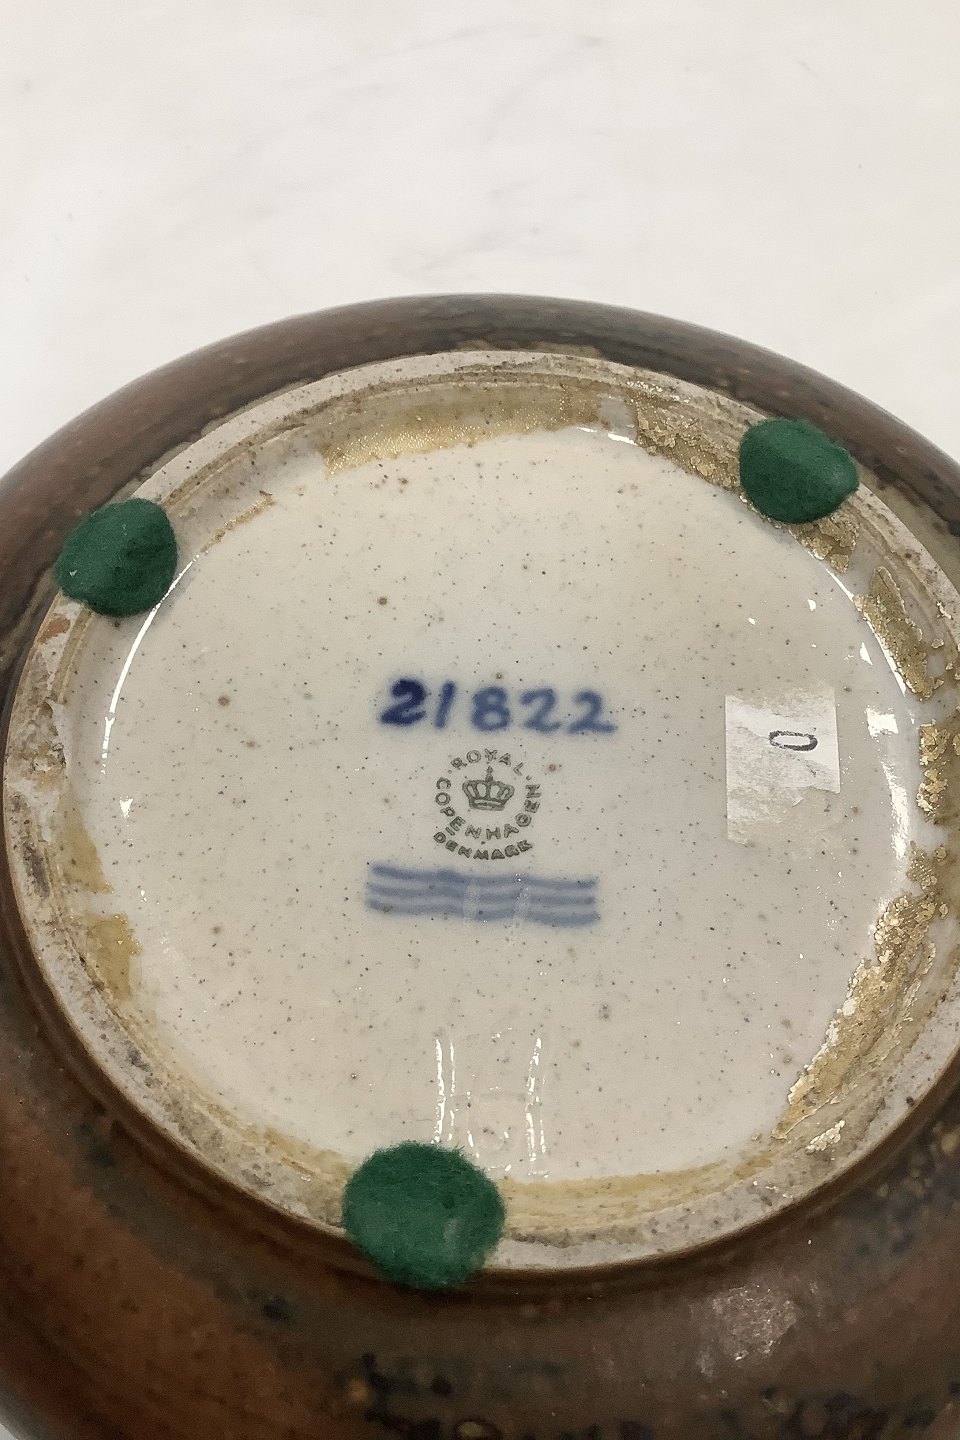 21822
ROYAL
COPENHAGEN
DENMARK
0